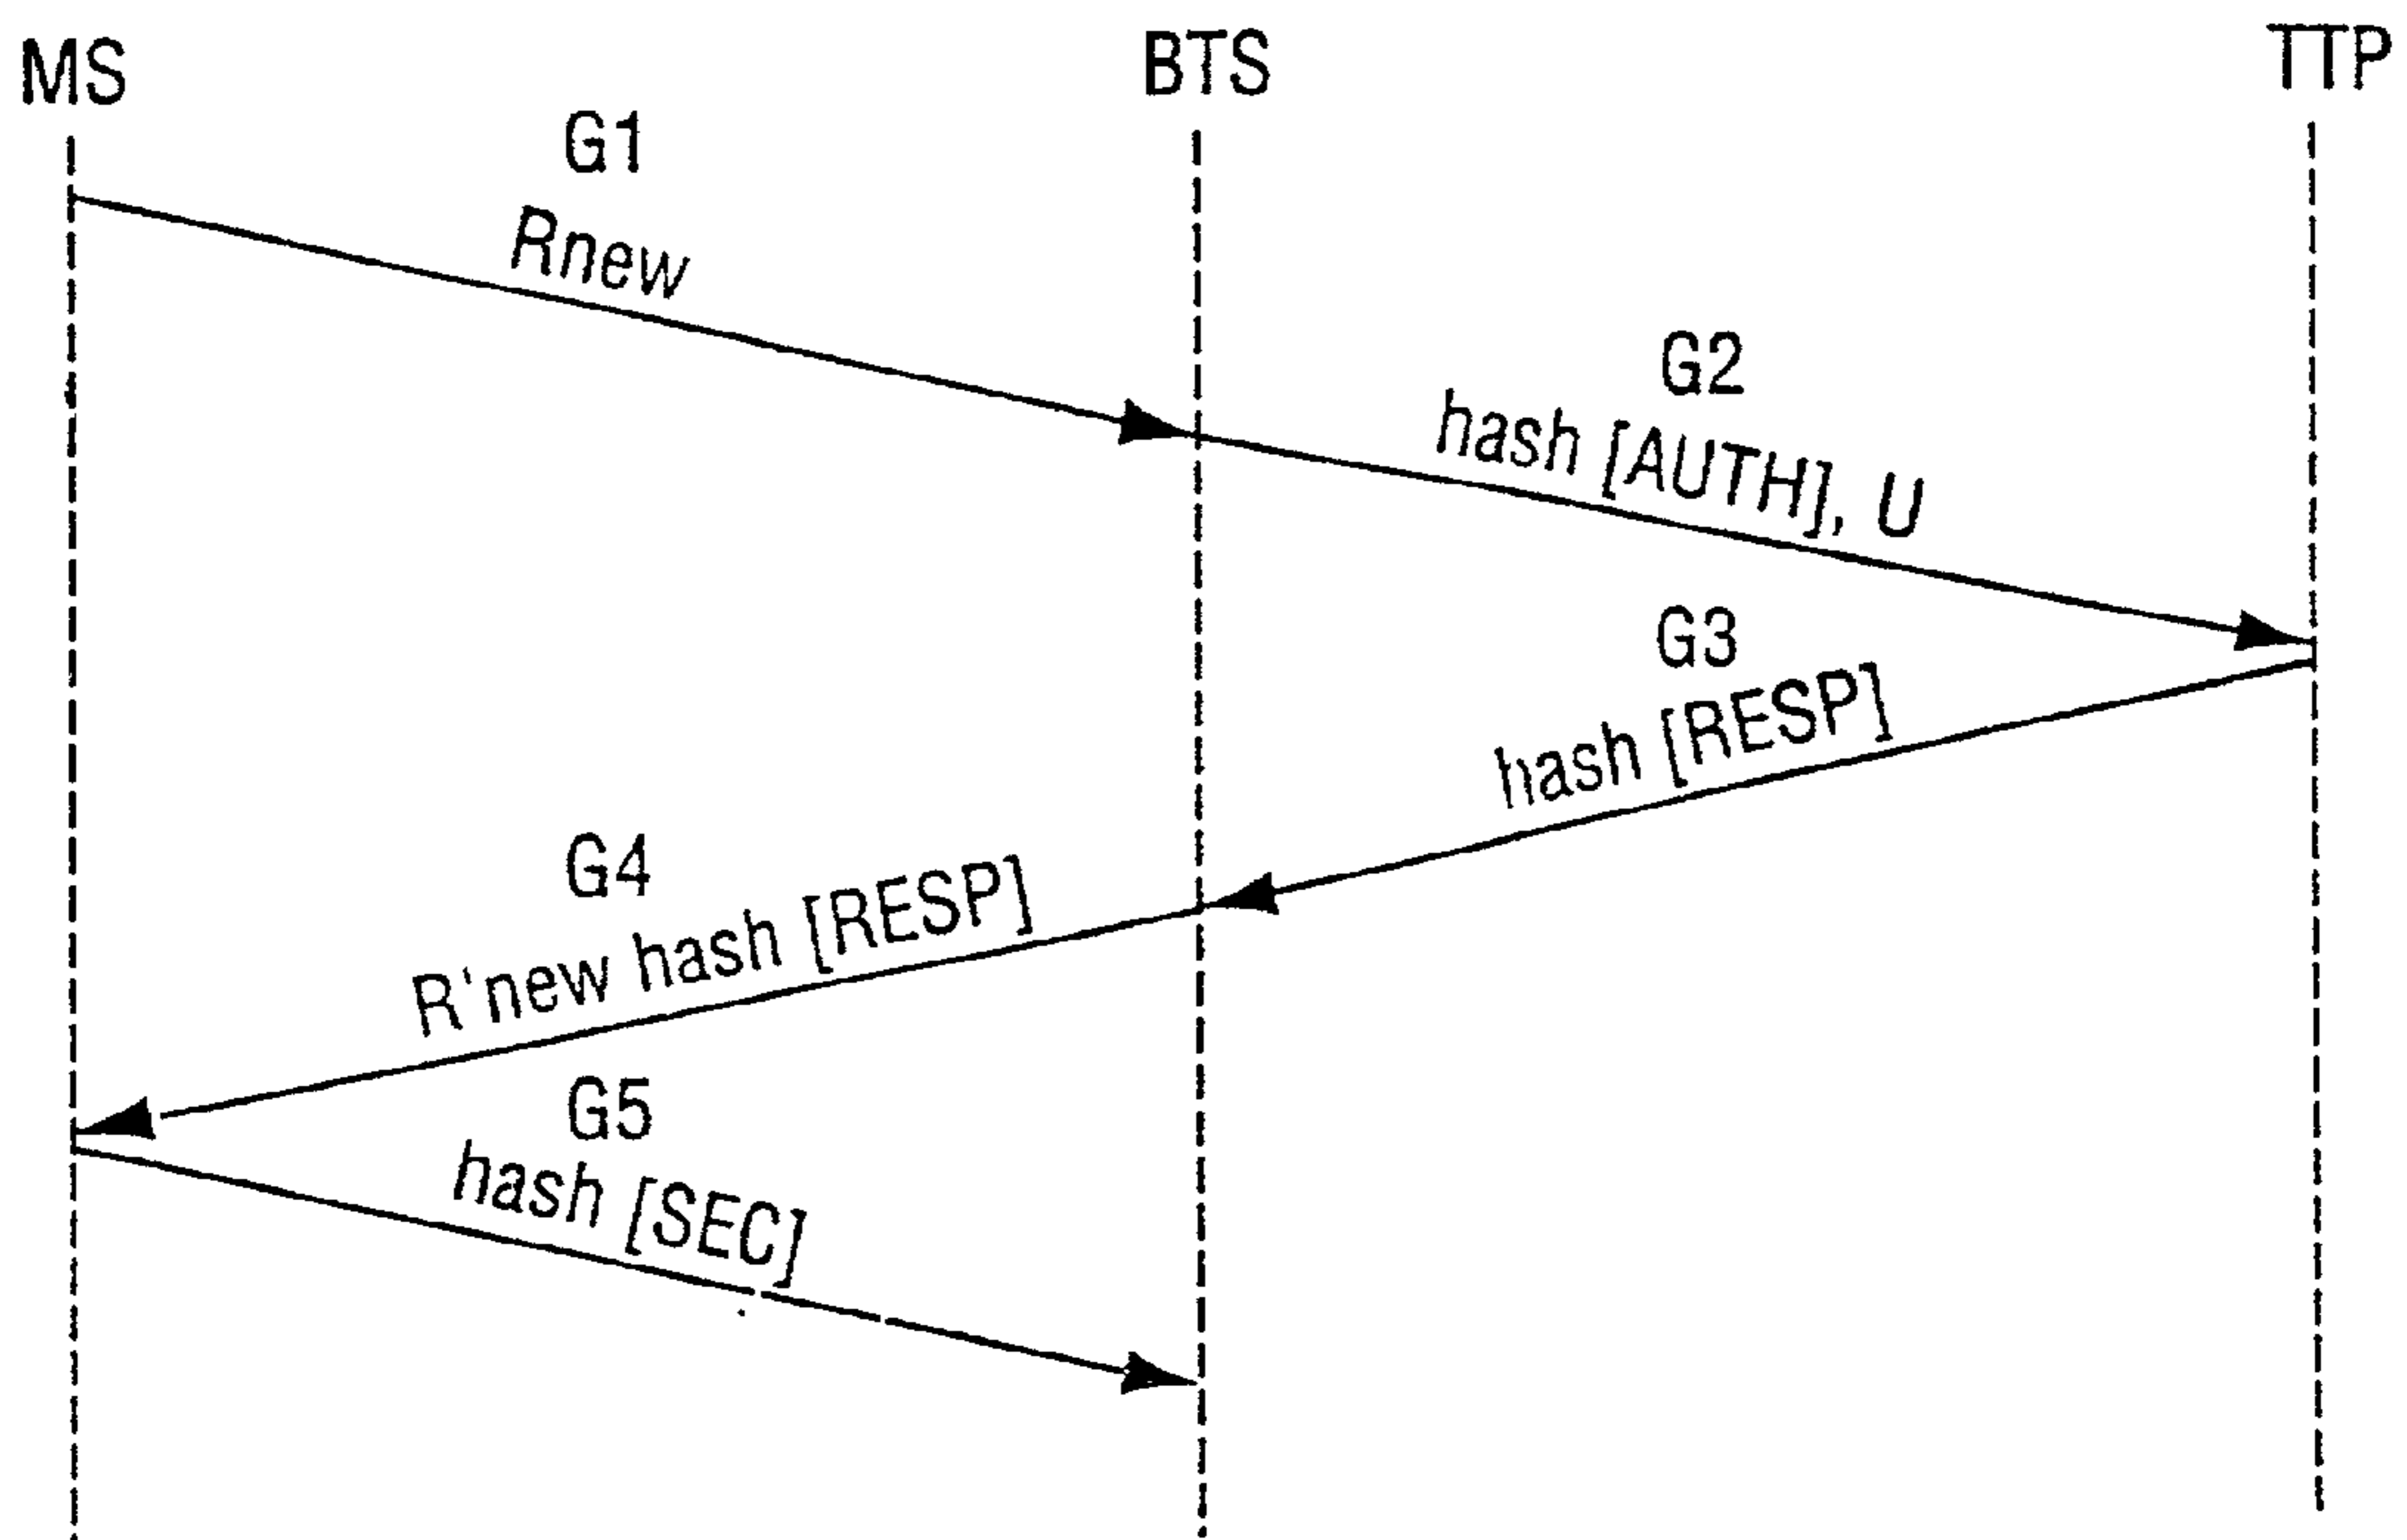 MS
BTS
TTP
G1
Rnew
G2
hash [AUTH], U
G3
hash [RESP]
G4
R'new hash [RESP]
G5
hash [SEC]